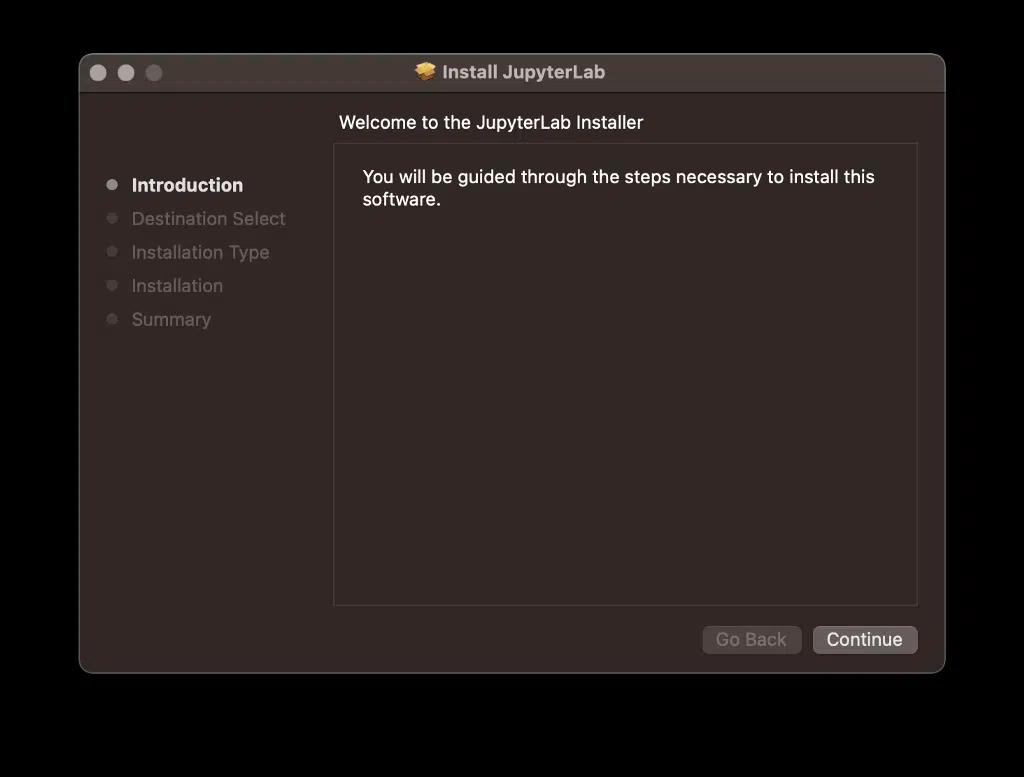 Install JupyterLab
Welcome to the JupyterLab Installer
Introduction
Destination Select
Installation Type
Installation
Summary
You will be guided through the steps necessary to install this
software.
Go Back
Continue